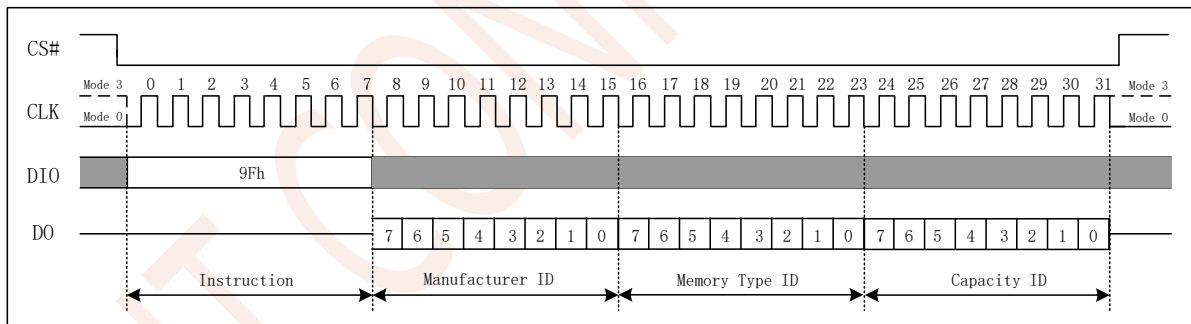 CS#
Mode 3 0 1 2 3 4 5 6 7 8 9 10 11 12 13 14 15 16 17 18 19 20 21 22 23 24 25 26 27 28 29 30 31 Mode 3
CLK
Mode 0 Mode 0
DIO 9Fh
DO 7 6 5 4 3 2 1 0 7 6 5 4 3 2 1 0 7 6 5 4 3 2 1 0
Instruction Manufacturer ID Memory Type ID Capacity ID